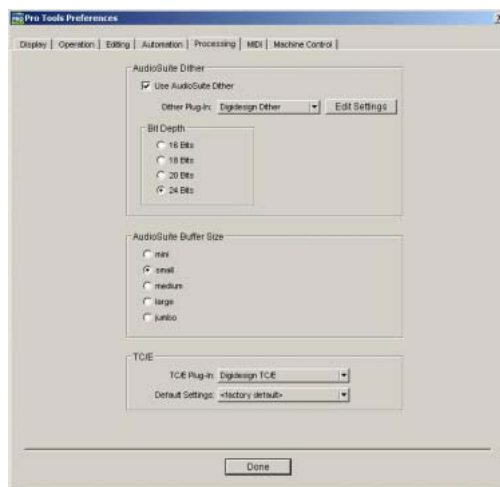 PRO Pro Tools Preferences
Display | Operation | Editing | Automation | Processing | MIDI | Machine Control |
AudioSuite Dither
Use AudioSuite Dither
Dither Plug-In: Digidesign Dither Edit Settings
Bit Depth
16 Bits
18 Bits
20 Bits
24 Bits
AudioSuite Buffer Size
mini
small
medium
large
jumbo
TC/E
TC/E Plug-In: Digidesign TC/E
Default Settings: <factory default>
Done